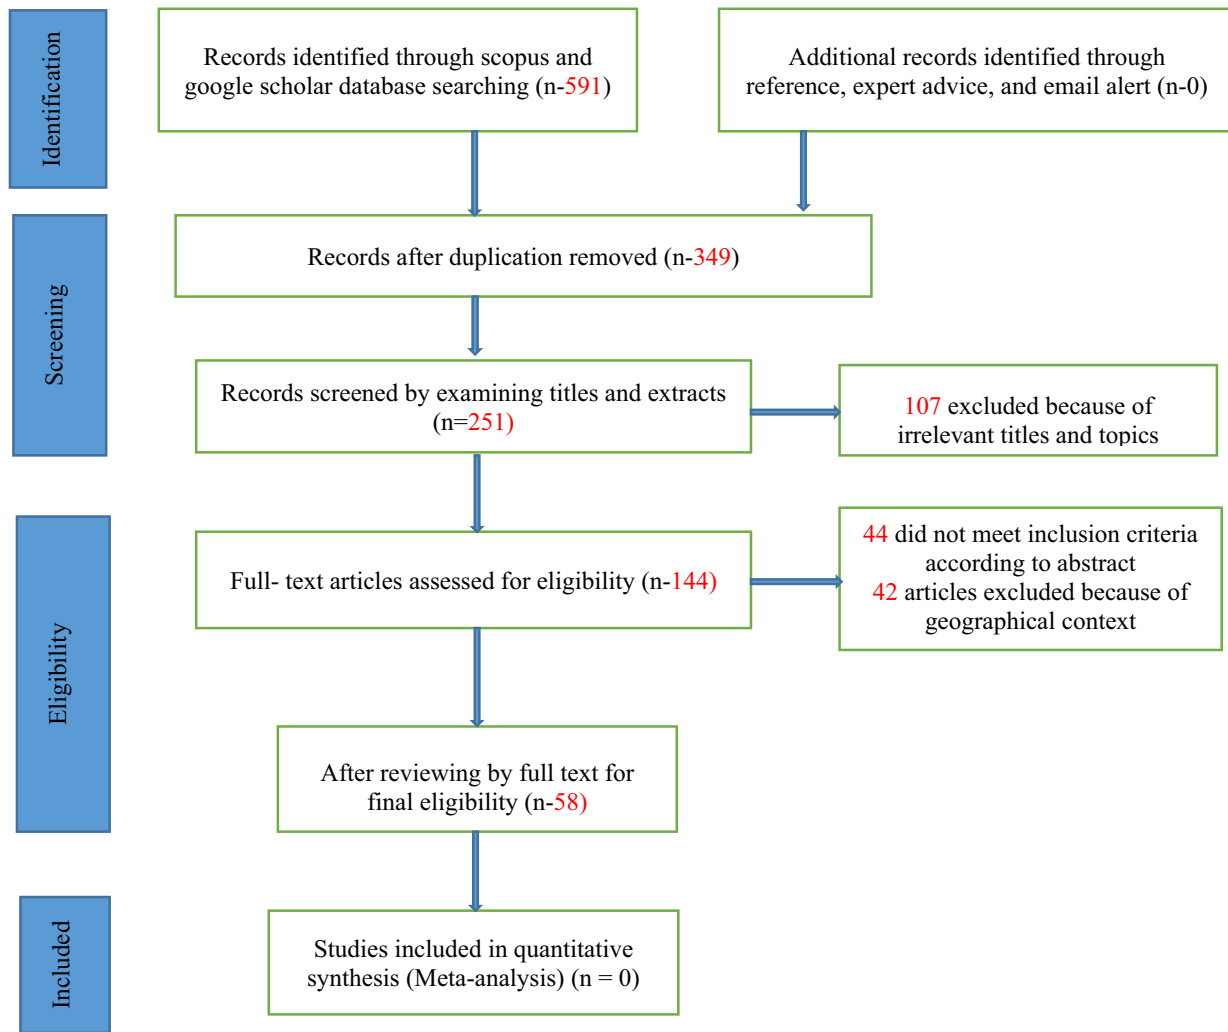 Identification
Records identified through scopus and
google scholar database searching (n-591)
Additional records identified through
reference, expert advice, and email alert (n-0)
Screening
Records after duplication removed (n-349)
Records screened by examining titles and extracts
(n=251)
107 excluded because of
irrelevant titles and topics
Eligibility
Full- text articles assessed for eligibility (n-144)
44 did not meet inclusion criteria
according to abstract
42 articles excluded because of
geographical context
After reviewing by full text for
final eligibility (n-58)
Included
Studies included in quantitative
synthesis (Meta-analysis) (n = 0)